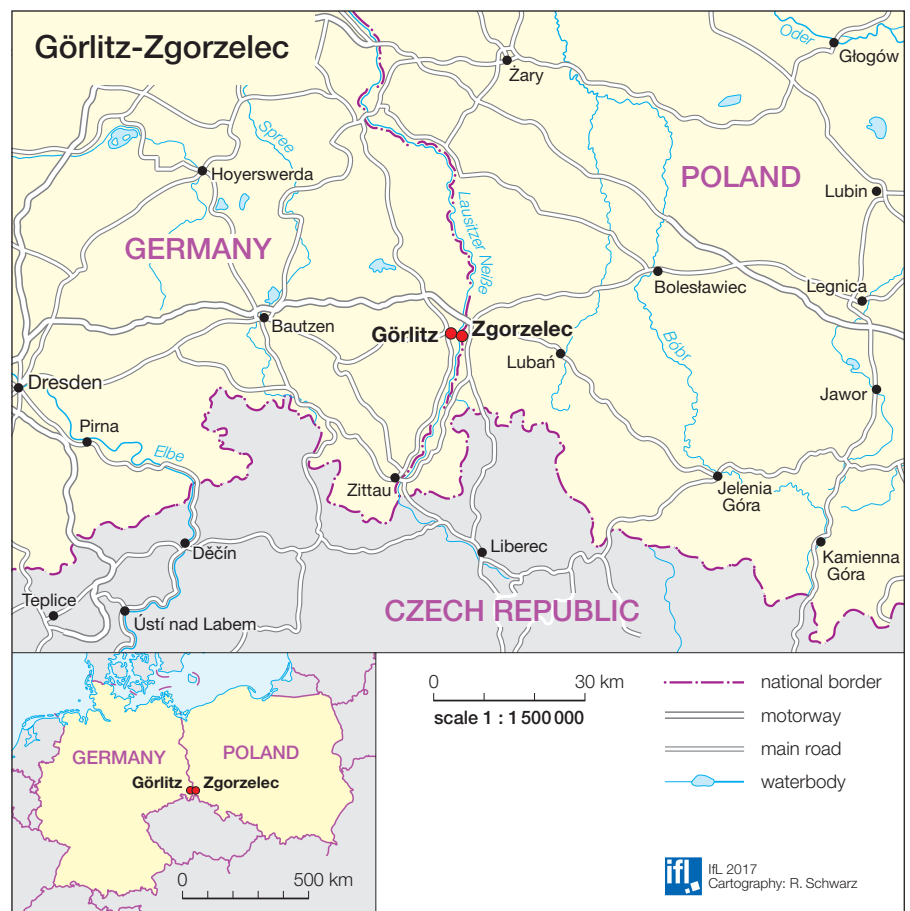 Görlitz-Zgorzelec
Oder
Głogów
Żary
Spree
Hoyerswerda
POLAND
Lubin
Lausitzer Neiße
GERMANY
Bolesławiec
Legnica
Bautzen
Görlitz
Zgorzelec
Lubań
Bóbr
Dresden
Jawor
Pirna
Elbe
Zittau
Jelenia
Góra
Děčín
Liberec
Kamienna
Góra
Teplice
Ústí nad Labem
CZECH REPUBLIC
GERMANY
POLAND
Görlitz
Zgorzelec
0 500 km
0 30 km
scale 1 : 1 500 000
national border
motorway
main road
waterbody
ifl
IfL 2017
Cartography: R. Schwarz